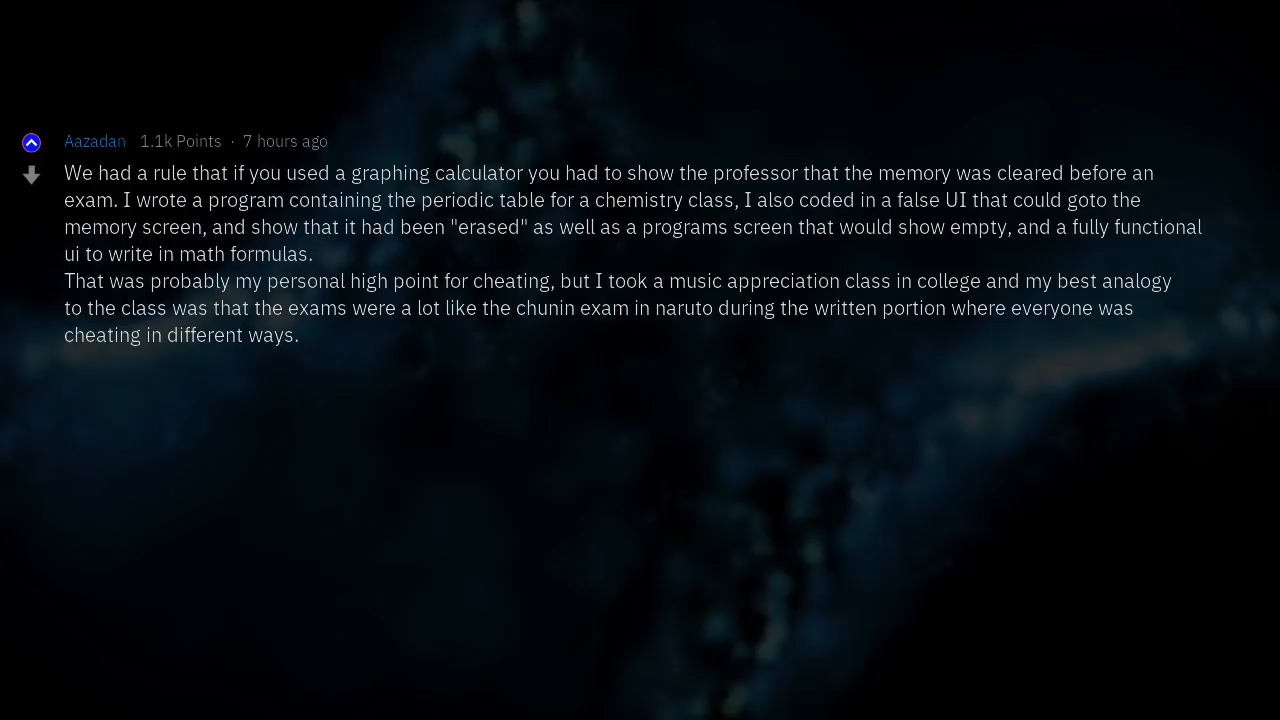 Aazadan 1.1k Points · 7 hours ago
We had a rule that if you used a graphing calculator you had to show the professor that the memory was cleared before an
exam. I wrote a program containing the periodic table for a chemistry class, I also coded in a false UI that could goto the
memory screen, and show that it had been "erased" as well as a programs screen that would show empty, and a fully functional
ui to write in math formulas.
That was probably my personal high point for cheating, but I took a music appreciation class in college and my best analogy
to the class was that the exams were a lot like the chunin exam in naruto during the written portion where everyone was
cheating in different ways.